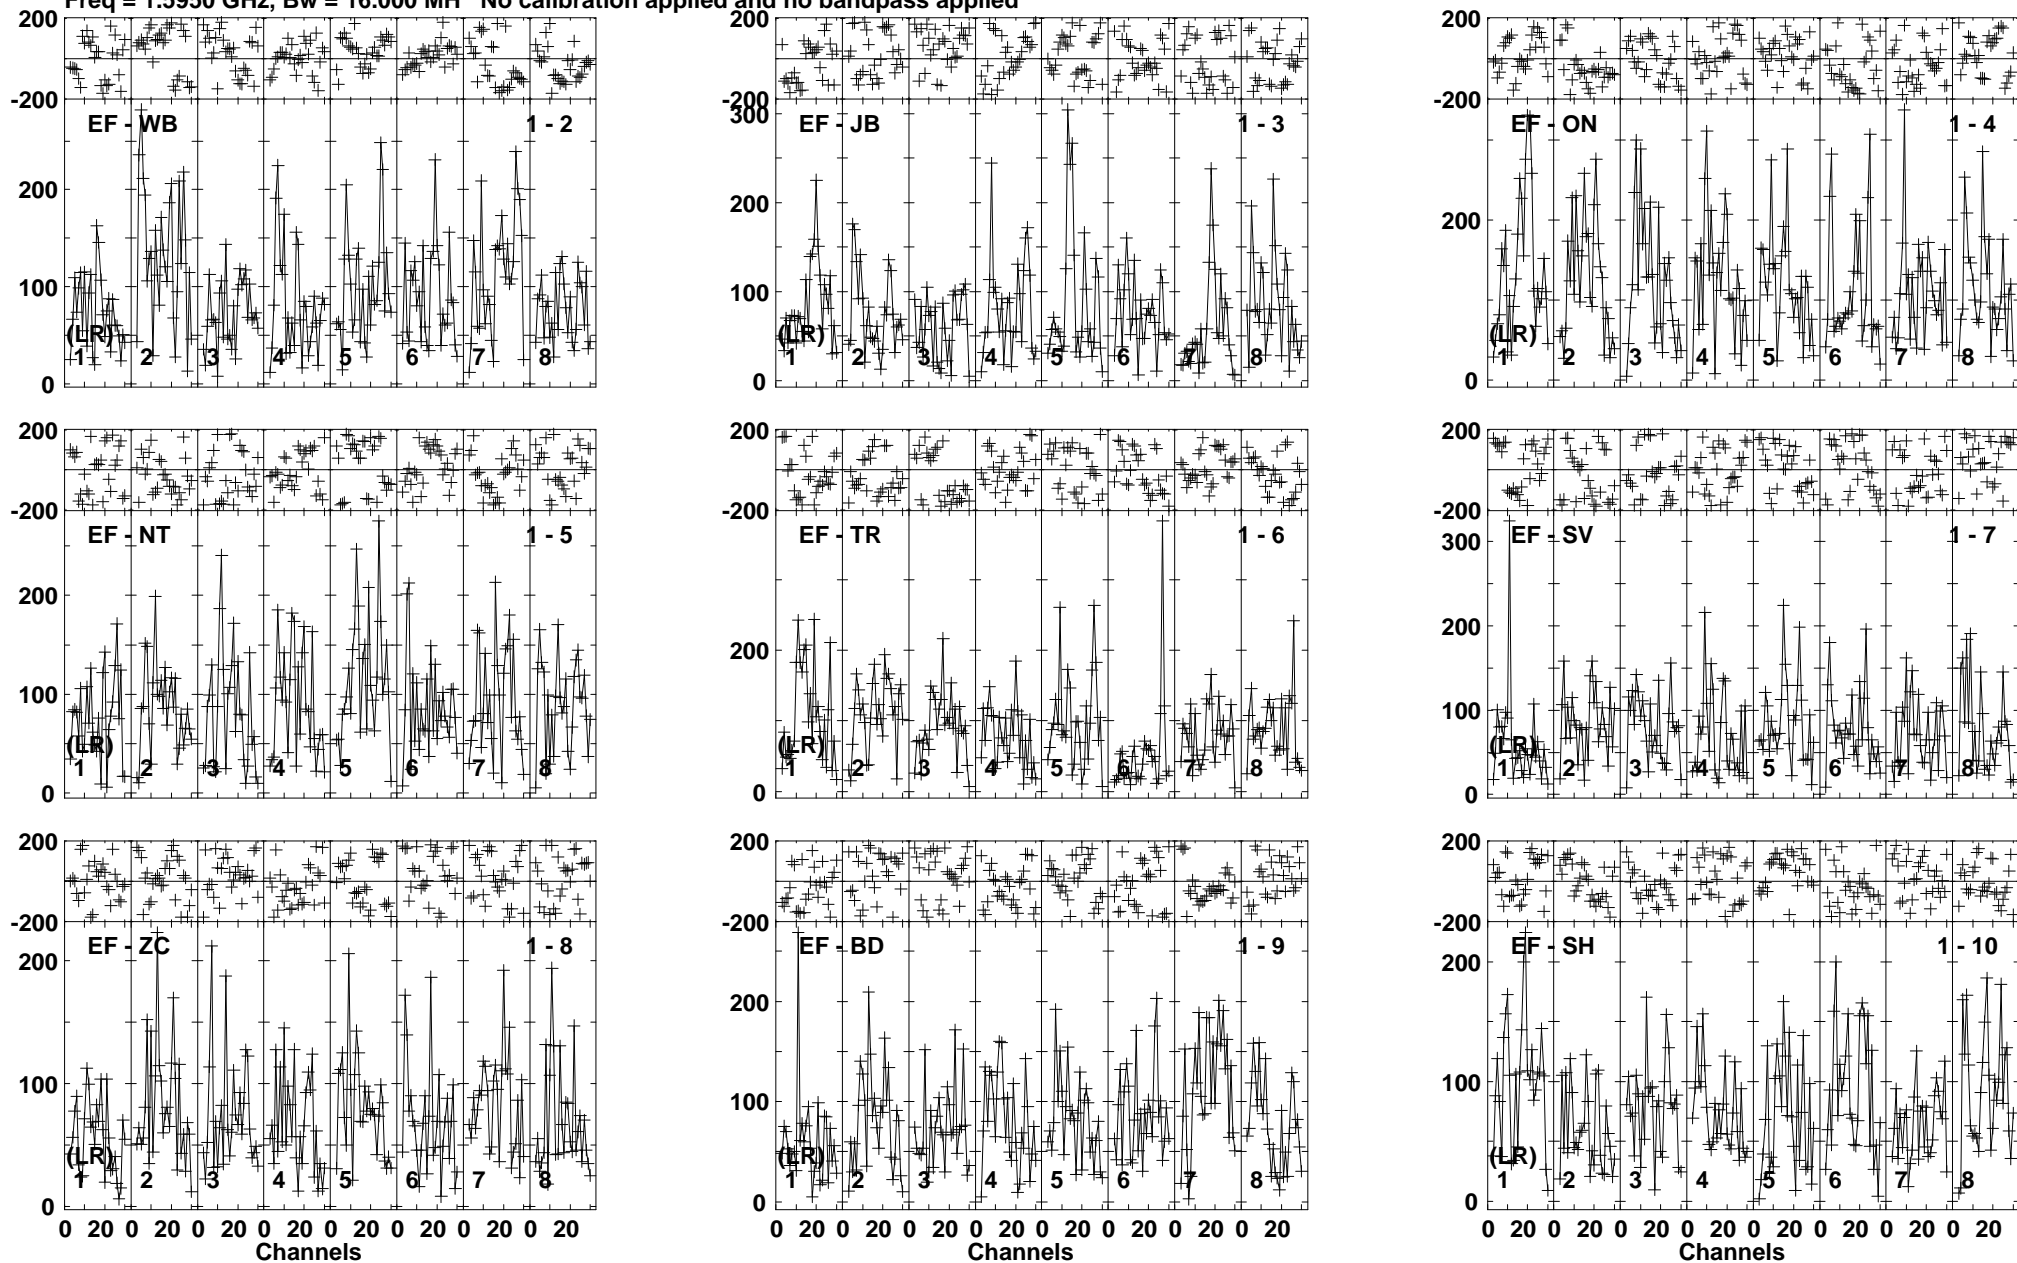 Freq = 1.5950 GHz, Bw = 16.000 MH No calibration applied and no bandpass applied
200 200 200
-200 -200 -200
EF - WB 1 - 2 EF - JB 1 - 3 EF - ON 1 - 4
300
200 200 200
100 100
(LR) (LR) (LR)
1 2 3 4 5 6 7 8 1 2 3 4 5 6 7 8 1 2 3 4 5 6 7 8
0 0 0
200 200 200
-200 -200 -200
EF - NT 1 - 5 EF - TR 1 - 6 EF - SV 1 - 7
300
200 200 200
100 100
(LR) (LR) (LR)
1 2 3 4 5 6 7 8 1 2 3 4 5 6 7 8 1 2 3 4 5 6 7 8
0 0 0
200 200 200
-200 -200 -200
EF - ZC 1 - 8 EF - BD 1 - 9 EF - SH 1 - 10
200 200 200
100 100 100
(LR) (LR) (LR)
1 2 3 4 5 6 7 8 1 2 3 4 5 6 7 8 1 2 3 4 5 6 7 8
0 0 0
0 20 0 20 0 20 0 20 0 20 0 20 0 20 0 20 0 20 0 20 0 20 0 20 0 20 0 20 0 20 0 20 0 20 0 20 0 20 0 20 0 20 0 20 0 20 0 20
Channels Channels Channels